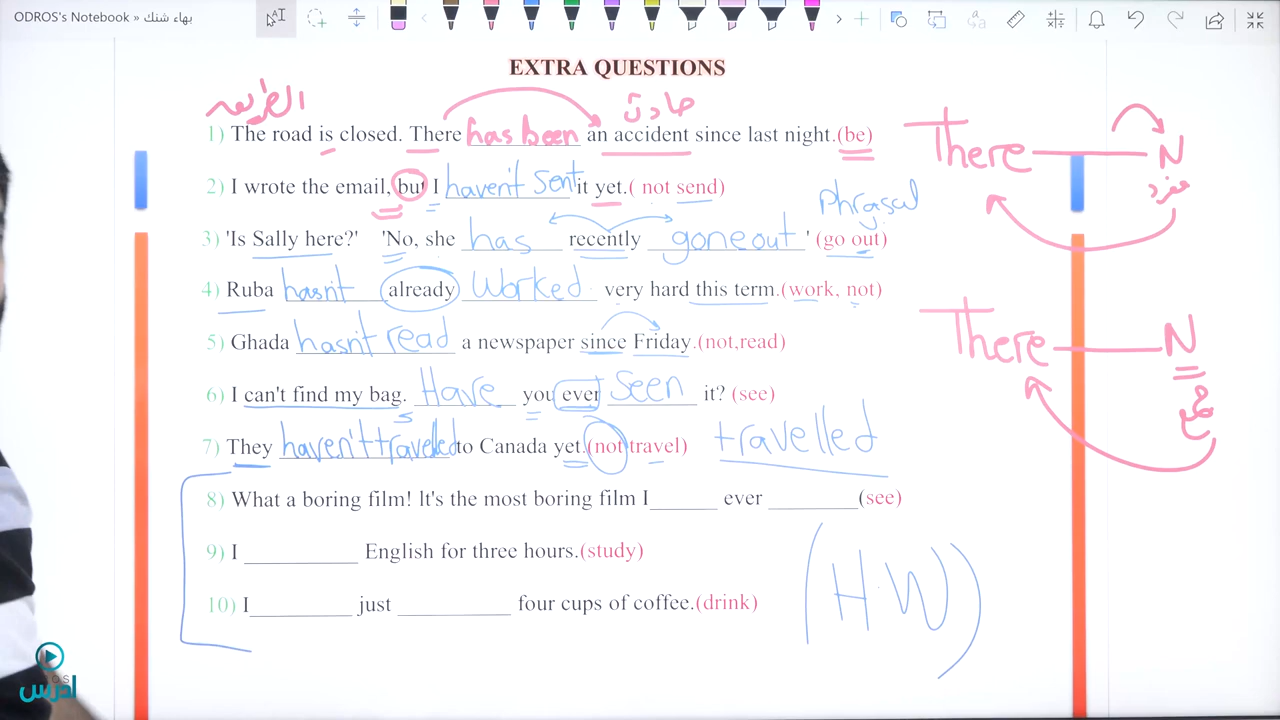 ODROS's Notebook » بهاء شنك
EXTRA QUESTIONS
حادث
1) The road is closed. There has been an accident since last night.(be)
There N
مفرد
2) I wrote the email, but I haven't sent it yet.( not send)
phrasal
3) 'Is Sally here?' 'No, she has recently gone out ' (go out)
4) Ruba hasn't already worked very hard this term.(work, not)
5) Ghada hasn't read a newspaper since Friday.(not,read)
There N
جمع
6) I can't find my bag. Have you ever seen it? (see)
7) They haven't travelled to Canada yet.(not travel) travelled
8) What a boring film! It's the most boring film I______ ever ________(see)
9) I __________ English for three hours.(study)
10) I_________ just __________ four cups of coffee.(drink)
(H.W)
ادرس